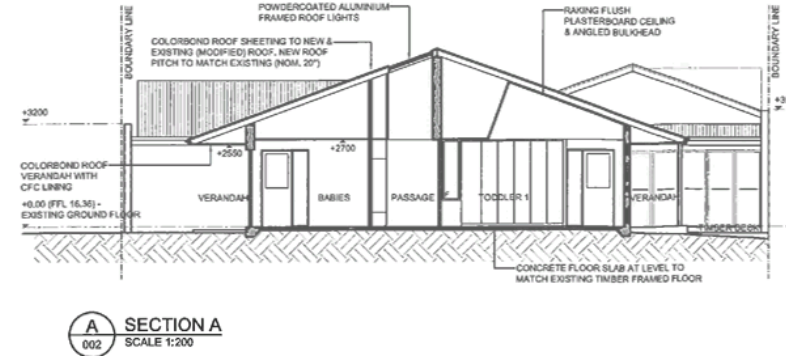 POWDERCOATED ALUMINIUM
FRAMED ROOF LIGHTS
RAKING FLUSH
PLASTERBOARD CEILING
& ANGLED BULKHEAD
BOUNDARY LINE
BOUNDARY LINE
COLORBOND ROOF SHEETING TO NEW &
EXISTING (MODIFIED) ROOF. NEW ROOF
PITCH TO MATCH EXISTING (NOM. 20°)
+3200
+3
+2550
+2700
COLORBOND ROOF
VERANDAH WITH
CFC LINING
+0.00 (FFL 16.36) -
EXISTING GROUND FLOOR
VERANDAH
BABIES
PASSAGE
TODDLER 1
VERANDAH
TIMBER DECK
CONCRETE FLOOR SLAB AT LEVEL TO
MATCH EXISTING TIMBER FRAMED FLOOR
A
002
SECTION A
SCALE 1:200